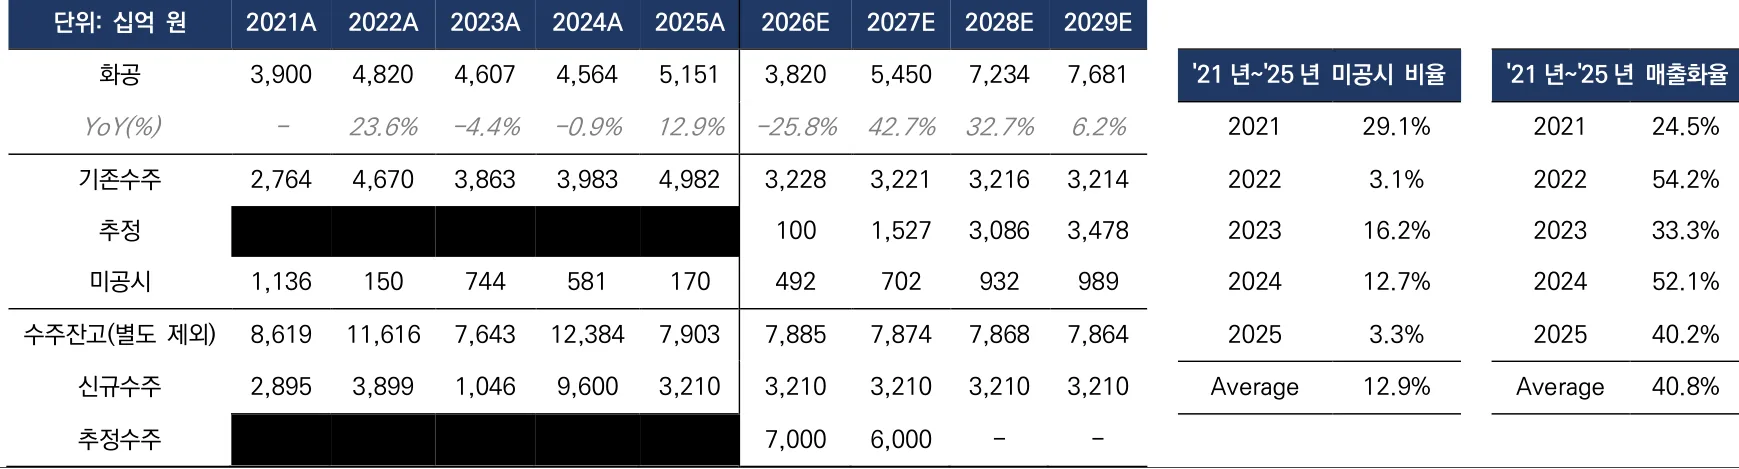 단위: 십억 원 2021A 2022A 2023A 2024A 2025A 2026E 2027E 2028E 2029E
화공 3,900 4,820 4,607 4,564 5,151 3,820 5,450 7,234 7,681
YoY(%) - 23.6% -4.4% -0.9% 12.9% -25.8% 42.7% 32.7% 6.2%
기존수주 2,764 4,670 3,863 3,983 4,982 3,228 3,221 3,216 3,214
추정 100 1,527 3,086 3,478
미공시 1,136 150 744 581 170 492 702 932 989
수주잔고(별도 제외) 8,619 11,616 7,643 12,384 7,903 7,885 7,874 7,868 7,864
신규수주 2,895 3,899 1,046 9,600 3,210 3,210 3,210 3,210 3,210
추정수주 7,000 6,000 - -
'21년~'25년 미공시 비율
2021 29.1%
2022 3.1%
2023 16.2%
2024 12.7%
2025 3.3%
Average 12.9%
'21년~'25년 매출화율
2021 24.5%
2022 54.2%
2023 33.3%
2024 52.1%
2025 40.2%
Average 40.8%